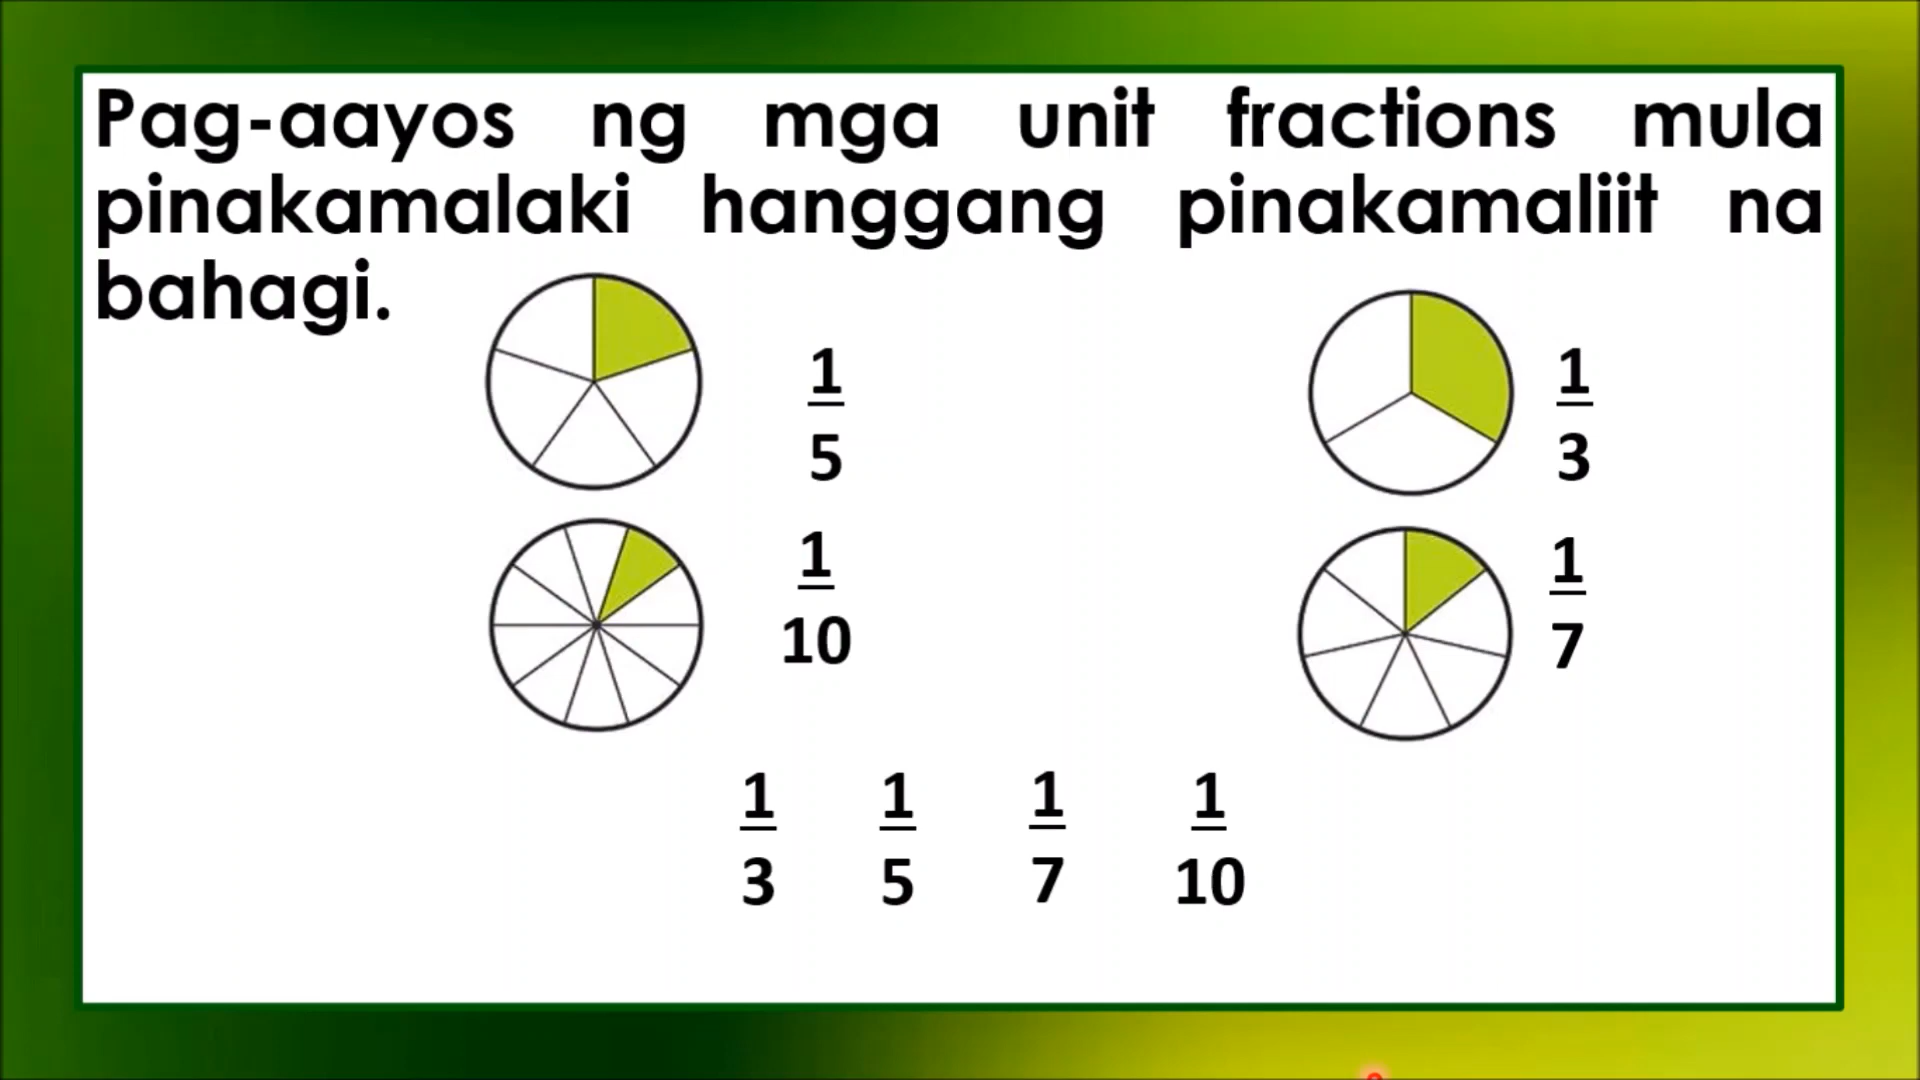 Pag-aayos ng mga unit fractions mula
pinakamalaki hanggang pinakamaliit na
bahagi.
1/5
1/3
1/10
1/7
1/3 1/5 1/7 1/10